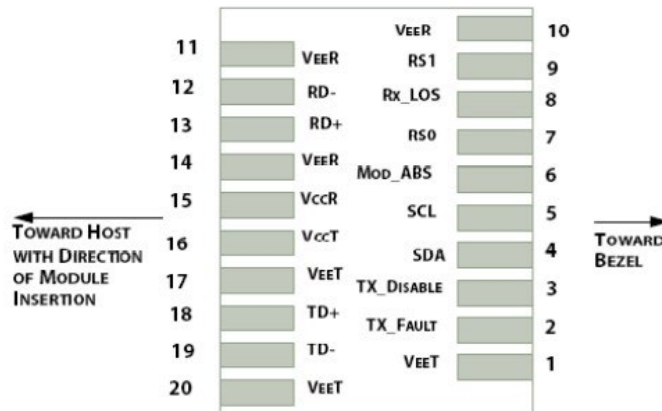 VEER 10
11 VEER
RS1 9
12 RD-
Rx_LOS 8
13 RD+
RS0 7
14 VEER
MOD_ABS 6
15 VccR
SCL 5
16 VccT
SDA 4
17 VEET
TX_DISABLE 3
18 TD+
TX_FAULT 2
19 TD-
VEET 1
20 VEET
TOWARD HOST
WITH DIRECTION
OF MODULE
INSERTION
TOWARD
BEZEL